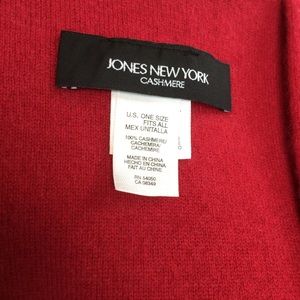 JONES NEW YORK
CASHMERE
U.S. ONE SIZE
FITS ALL
MEX UNITALLA
100% CASHMERE/
CACHEMIRA/
CACHEMIRE
MADE IN CHINA
HECHO EN CHINA
FAIT AU CHINE
RN 54050
CA 08349